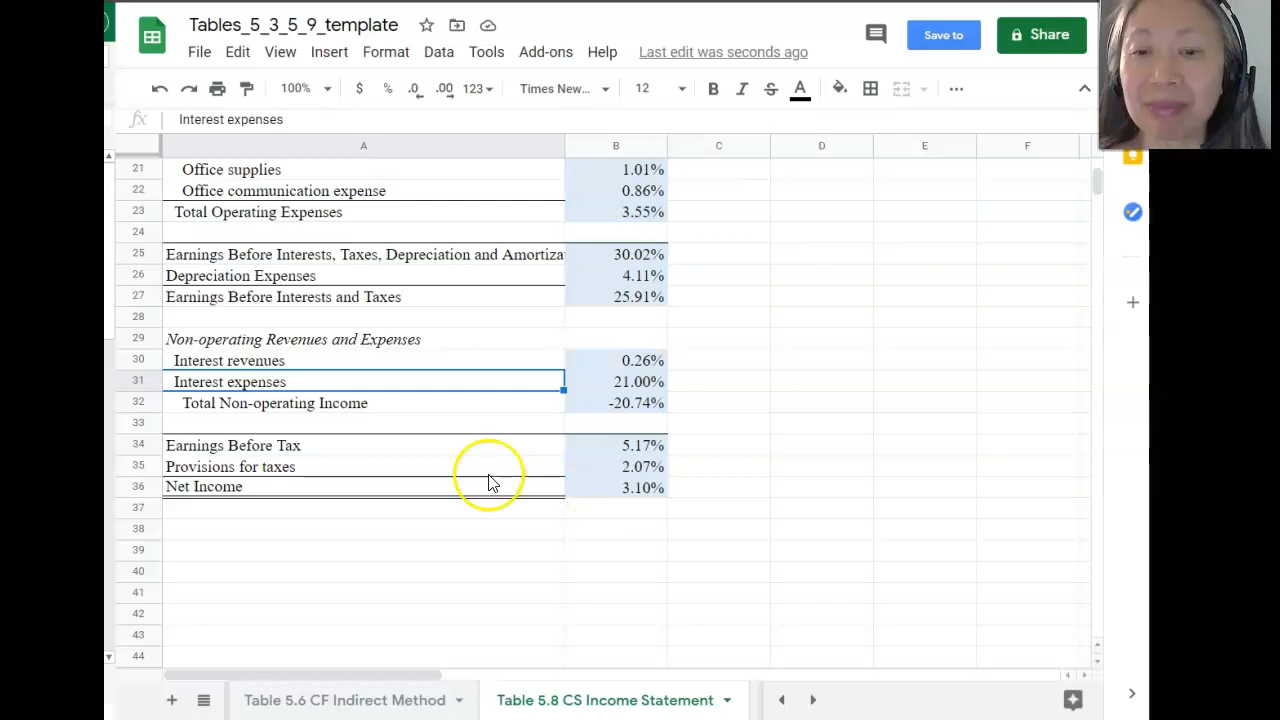 Tables_5_3_5_9_template
File Edit View Insert Format Data Tools Add-ons Help Last edit was seconds ago
Save to
Share
100% $ % .0 .00 123 Times New... 12 B I S A
fx Interest expenses
A B C D E F
21 Office supplies 1.01%
22 Office communication expense 0.86%
23 Total Operating Expenses 3.55%
24
25 Earnings Before Interests, Taxes, Depreciation and Amortiza 30.02%
26 Depreciation Expenses 4.11%
27 Earnings Before Interests and Taxes 25.91%
28
29 Non-operating Revenues and Expenses
30 Interest revenues 0.26%
31 Interest expenses 21.00%
32 Total Non-operating Income -20.74%
33
34 Earnings Before Tax 5.17%
35 Provisions for taxes 2.07%
36 Net Income 3.10%
37
38
39
40
41
42
43
44
Table 5.6 CF Indirect Method Table 5.8 CS Income Statement